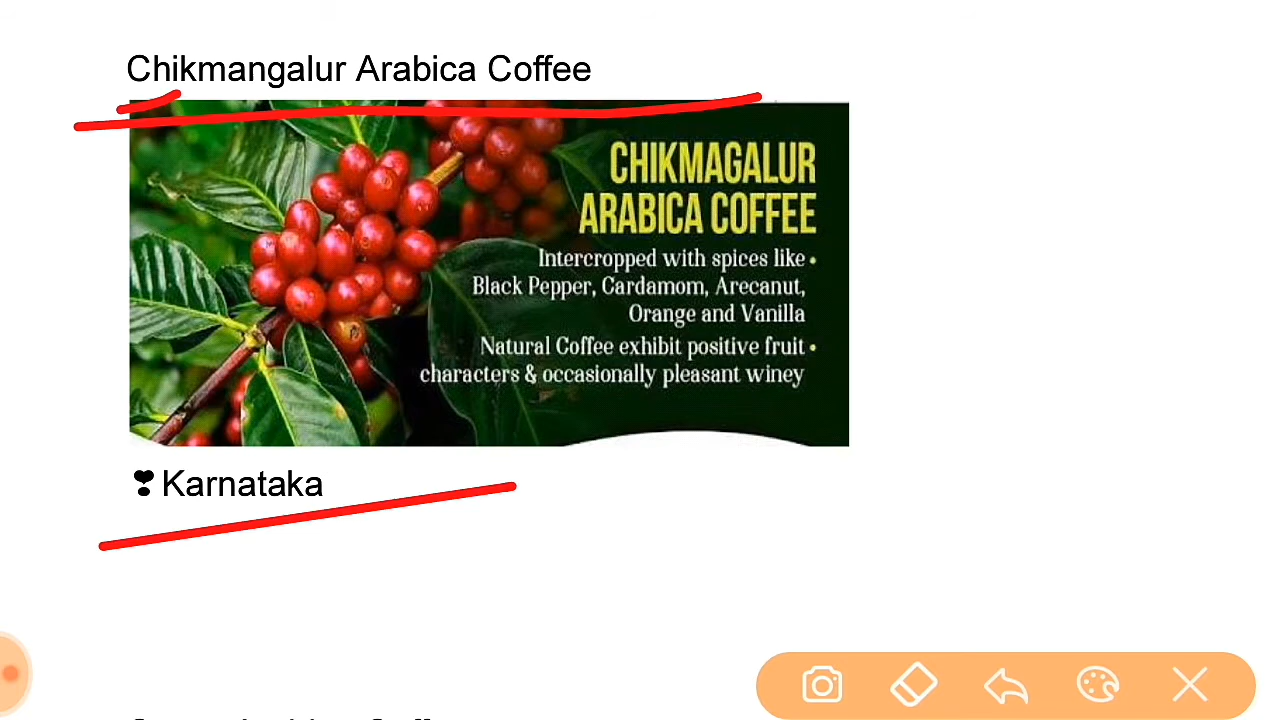 Chikmangalur Arabica Coffee
CHIKMAGALUR
ARABICA COFFEE
Intercropped with spices like •
Black Pepper, Cardamom, Arecanut,
Orange and Vanilla
Natural Coffee exhibit positive fruit •
characters & occasionally pleasant winey
❣Karnataka